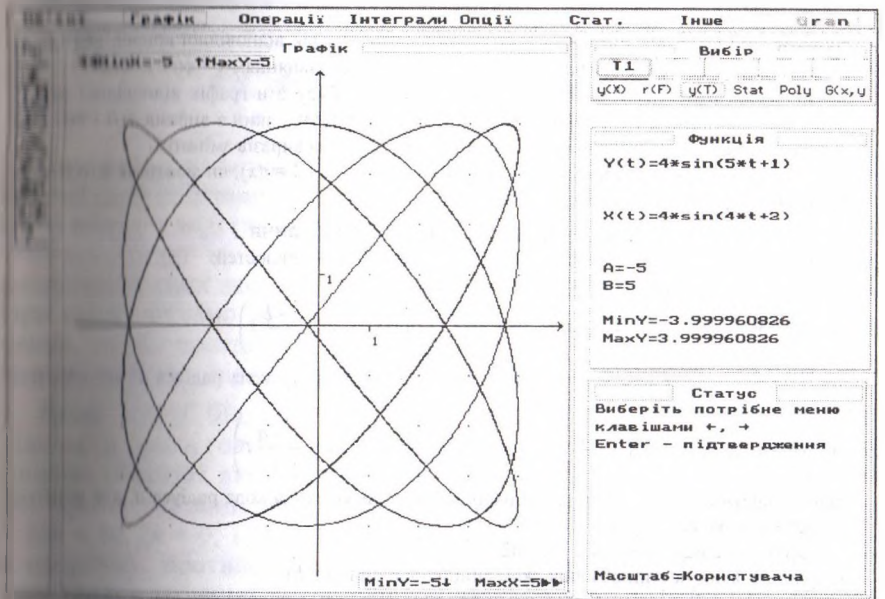 Графік Операції Інтеграли Опції Стат. Інше Gran
Графік
MinX=-5 ↑MaxY=5
1
1
MinY=-5↓ MaxX=5▶▶
Вибір
T1
y(X) r(F) y(T) Stat Poly G(x,y
Функція
Y(t)=4*sin(5*t+1)
X(t)=4*sin(4*t+2)
A=-5
B=5
MinY=-3.999960826
MaxY=3.999960826
Статус
Виберіть потрібне меню
клавішами ←, →
Enter - підтвердження
Масштаб=Користувача